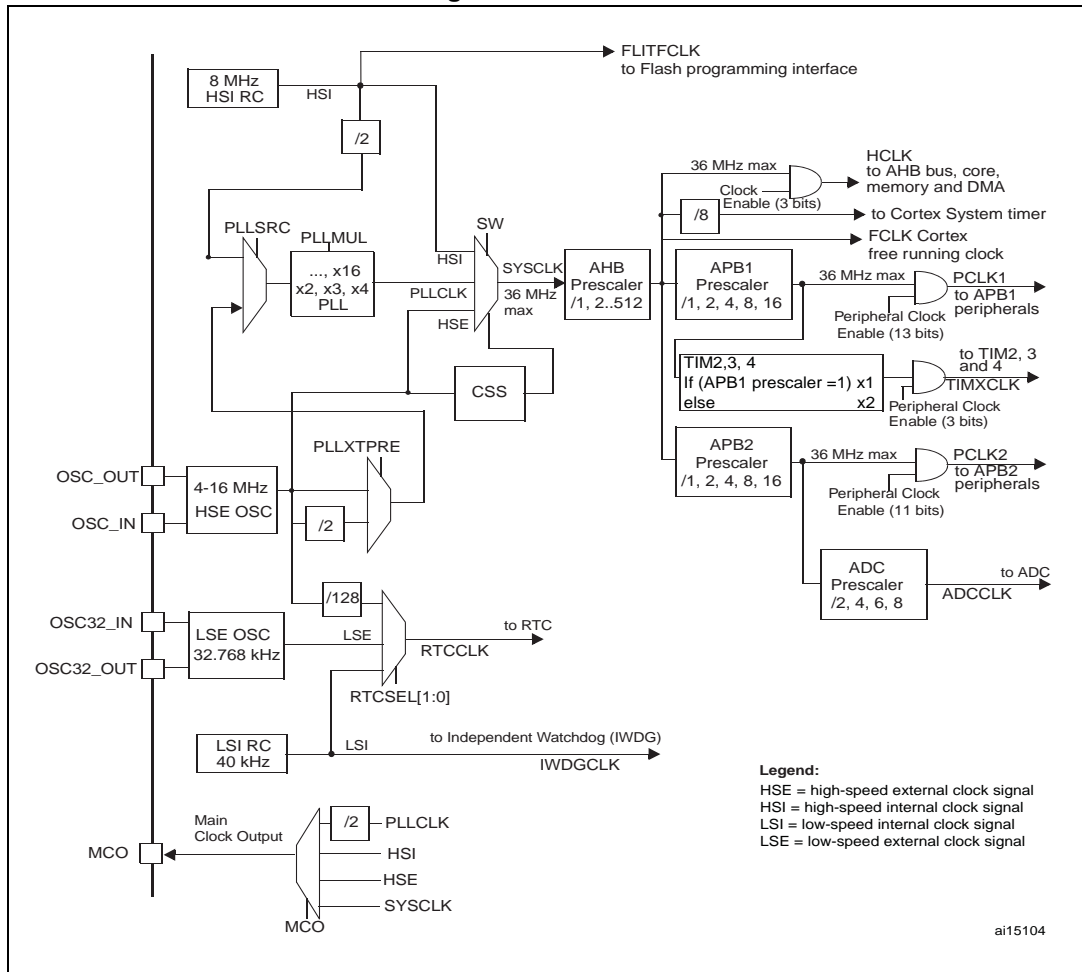 FLITFCLK
to Flash programming interface
8 MHz
HSI RC
HSI
/2
36 MHz max
HCLK
to AHB bus, core,
memory and DMA
Clock
Enable (3 bits)
/8
to Cortex System timer
FCLK Cortex
free running clock
PLLSRC
PLLMUL
..., x16
x2, x3, x4
PLL
SW
HSI
PLLCLK
HSE
SYSCLK
36 MHz
max
AHB
Prescaler
/1, 2..512
APB1
Prescaler
/1, 2, 4, 8, 16
36 MHz max
PCLK1
to APB1
peripherals
Peripheral Clock
Enable (13 bits)
TIM2,3, 4
If (APB1 prescaler =1) x1
else x2
to TIM2, 3
and 4
TIMXCLK
Peripheral Clock
Enable (3 bits)
CSS
PLLXTPRE
OSC_OUT
OSC_IN
4-16 MHz
HSE OSC
/2
APB2
Prescaler
/1, 2, 4, 8, 16
36 MHz max
PCLK2
to APB2
peripherals
Peripheral Clock
Enable (11 bits)
ADC
Prescaler
/2, 4, 6, 8
to ADC
ADCCLK
/128
OSC32_IN
OSC32_OUT
LSE OSC
32.768 kHz
LSE
to RTC
RTCCLK
RTCSEL[1:0]
LSI RC
40 kHz
LSI
to Independent Watchdog (IWDG)
IWDGCLK
Legend:
HSE = high-speed external clock signal
HSI = high-speed internal clock signal
LSI = low-speed internal clock signal
LSE = low-speed external clock signal
Main
Clock Output
MCO
/2
PLLCLK
HSI
HSE
SYSCLK
MCO
ai15104